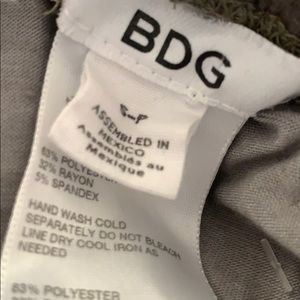 BDG
S-P
ASSEMBLED IN
MEXICO
Assemblés au
Mexique
63% POLYESTER
32% RAYON
5% SPANDEX
HAND WASH COLD
SEPARATELY DO NOT BLEACH
LINE DRY COOL IRON AS
NEEDED
63% POLYESTER